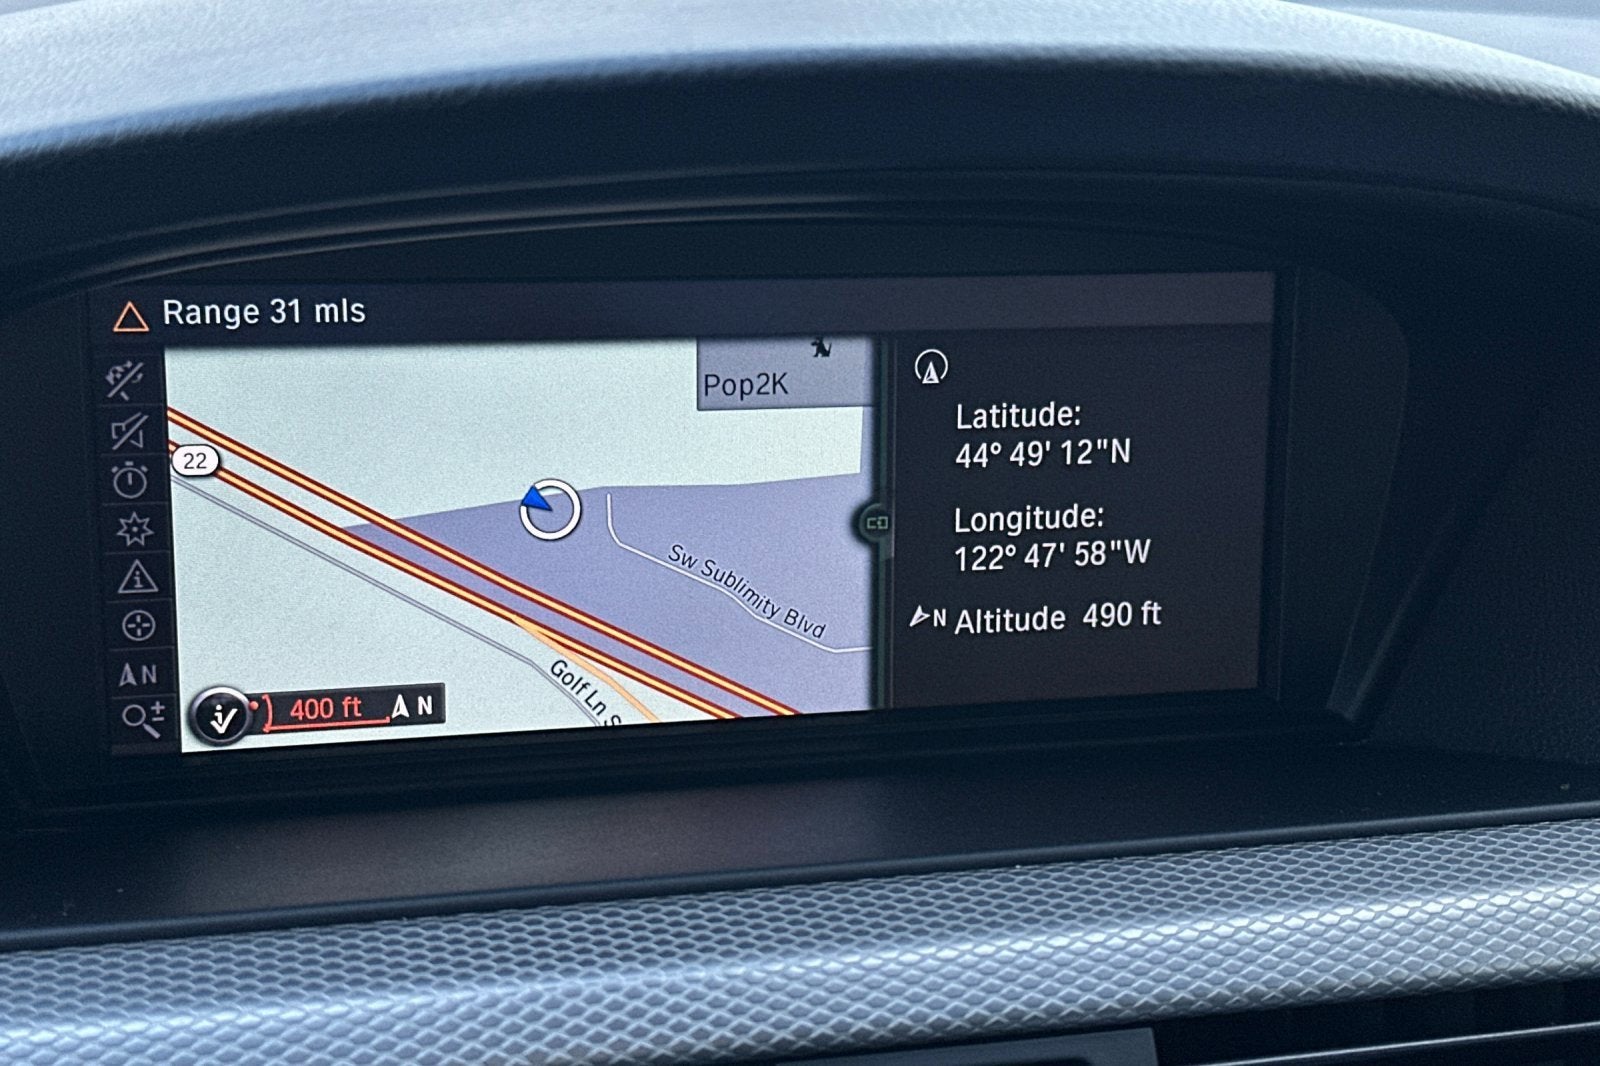 Range 31 mls
Pop2K
22
Sw Sublimity Blvd
Golf Ln S
400 ft N
N
Latitude:
44° 49' 12"N
Longitude:
122° 47' 58"W
N Altitude 490 ft